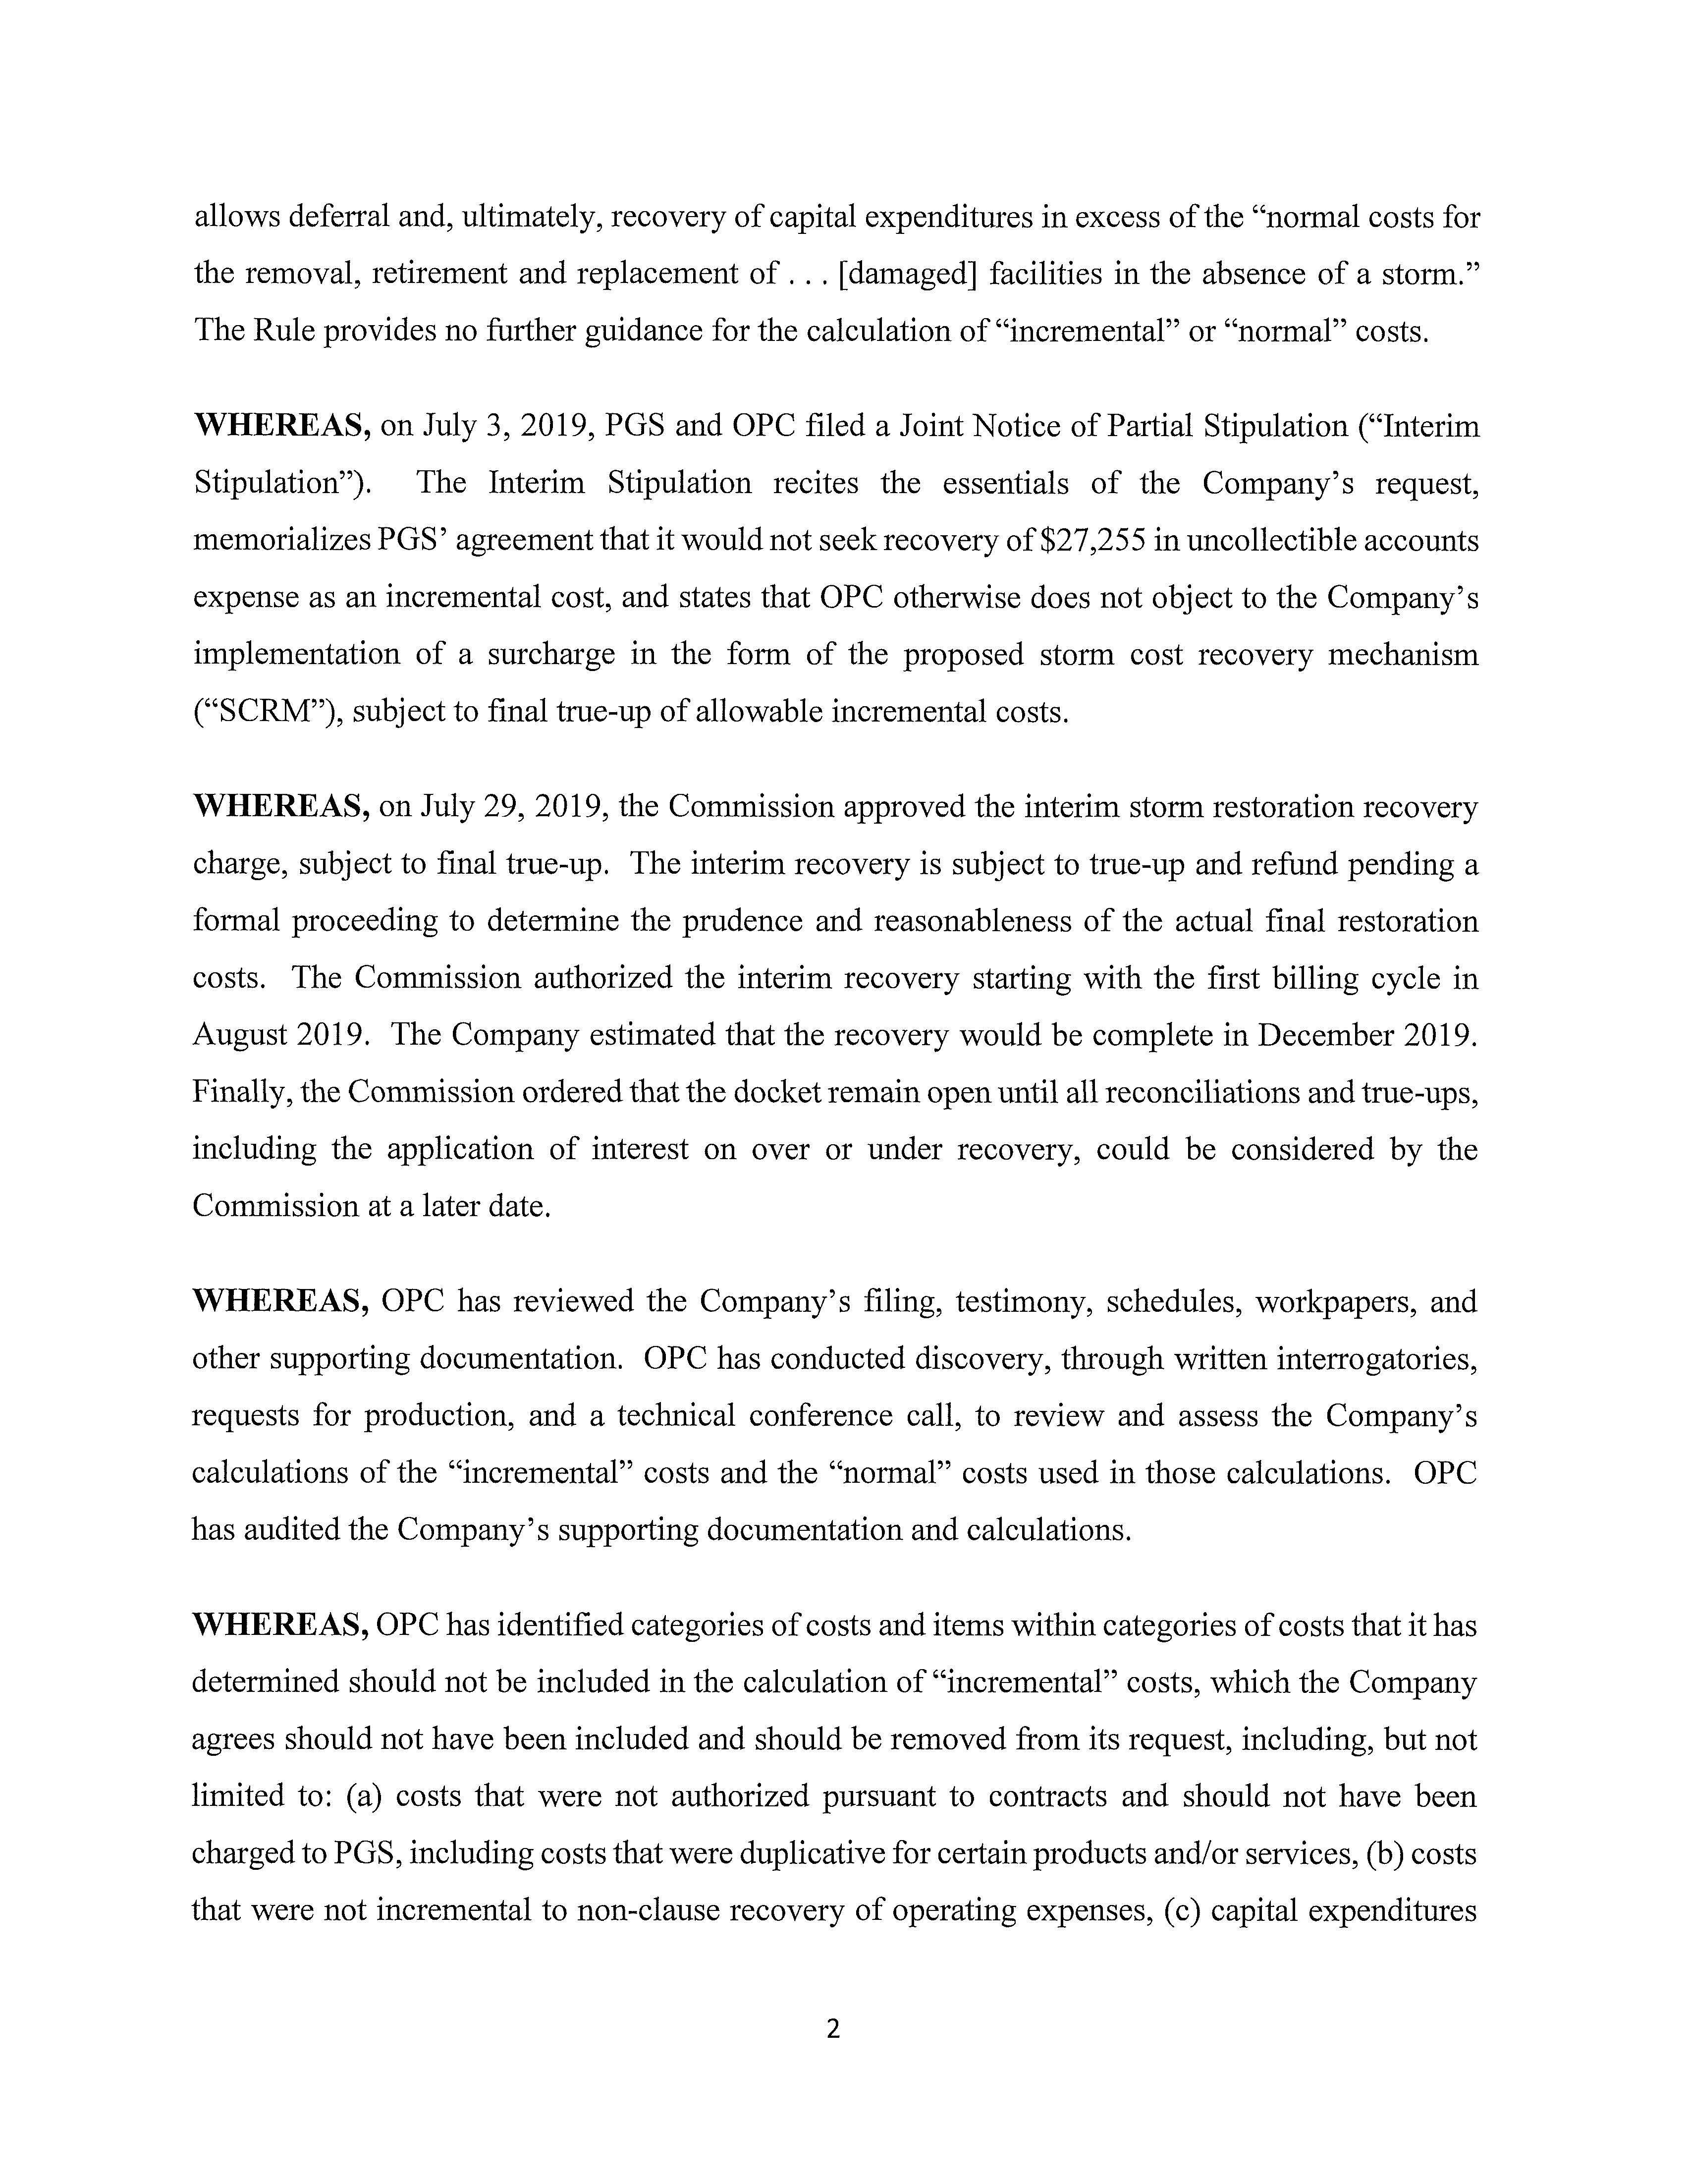 allows deferral and, ultimately, recovery of capital expenditures in excess of the “normal costs for
the removal, retirement and replacement of . . . [damaged] facilities in the absence of a storm.”
The Rule provides no further guidance for the calculation of “incremental” or “normal” costs.
WHEREAS, on July 3, 2019, PGS and OPC filed a Joint Notice of Partial Stipulation (“Interim
Stipulation”). The Interim Stipulation recites the essentials of the Company’s request,
memorializes PGS’ agreement that it would not seek recovery of $27,255 in uncollectible accounts
expense as an incremental cost, and states that OPC otherwise does not object to the Company’s
implementation of a surcharge in the form of the proposed storm cost recovery mechanism
(“SCRM”), subject to final true-up of allowable incremental costs.
WHEREAS, on July 29, 2019, the Commission approved the interim storm restoration recovery
charge, subject to final true-up. The interim recovery is subject to true-up and refund pending a
formal proceeding to determine the prudence and reasonableness of the actual final restoration
costs. The Commission authorized the interim recovery starting with the first billing cycle in
August 2019. The Company estimated that the recovery would be complete in December 2019.
Finally, the Commission ordered that the docket remain open until all reconciliations and true-ups,
including the application of interest on over or under recovery, could be considered by the
Commission at a later date.
WHEREAS, OPC has reviewed the Company’s filing, testimony, schedules, workpapers, and
other supporting documentation. OPC has conducted discovery, through written interrogatories,
requests for production, and a technical conference call, to review and assess the Company’s
calculations of the “incremental” costs and the “normal” costs used in those calculations. OPC
has audited the Company’s supporting documentation and calculations.
WHEREAS, OPC has identified categories of costs and items within categories of costs that it has
determined should not be included in the calculation of “incremental” costs, which the Company
agrees should not have been included and should be removed from its request, including, but not
limited to: (a) costs that were not authorized pursuant to contracts and should not have been
charged to PGS, including costs that were duplicative for certain products and/or services, (b) costs
that were not incremental to non-clause recovery of operating expenses, (c) capital expenditures
2